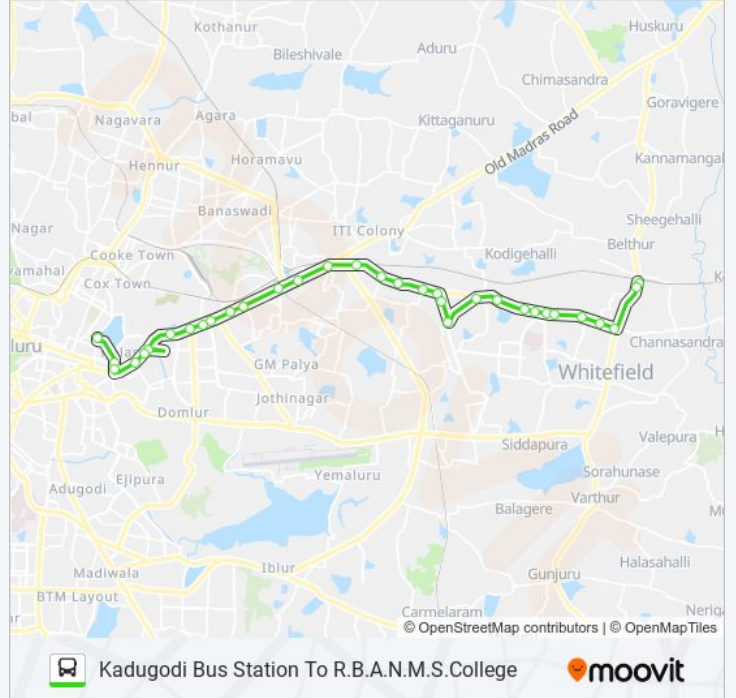 Huskuru
Kothanur
Aduru
Bileshivale
Chimasandra
Goravigere
bal
Nagavara
Agara
Kittaganuru
Old Madras Road
Hennur
Horamavu
Kannamangal
Banaswadi
Sheegehalli
Nagar
ITI Colony
Belthur
Cooke Town
Kodigehalli
yamahal
Cox Town
K
luru
Channasandra
GM Palya
Whitefield
Jothinagar
Domlur
Siddapura
Valepura
H
Yemaluru
Sorahunase
Ejipura
Adugodi
Varthur
Balagere
M
Iblur
Halasahalli
Madiwala
Gunjuru
BTM Layout
ar
Carmelaram
Nerig
© OpenStreetMap contributors | © OpenMapTiles
Kadugodi Bus Station To R.B.A.N.M.S.College
moovit